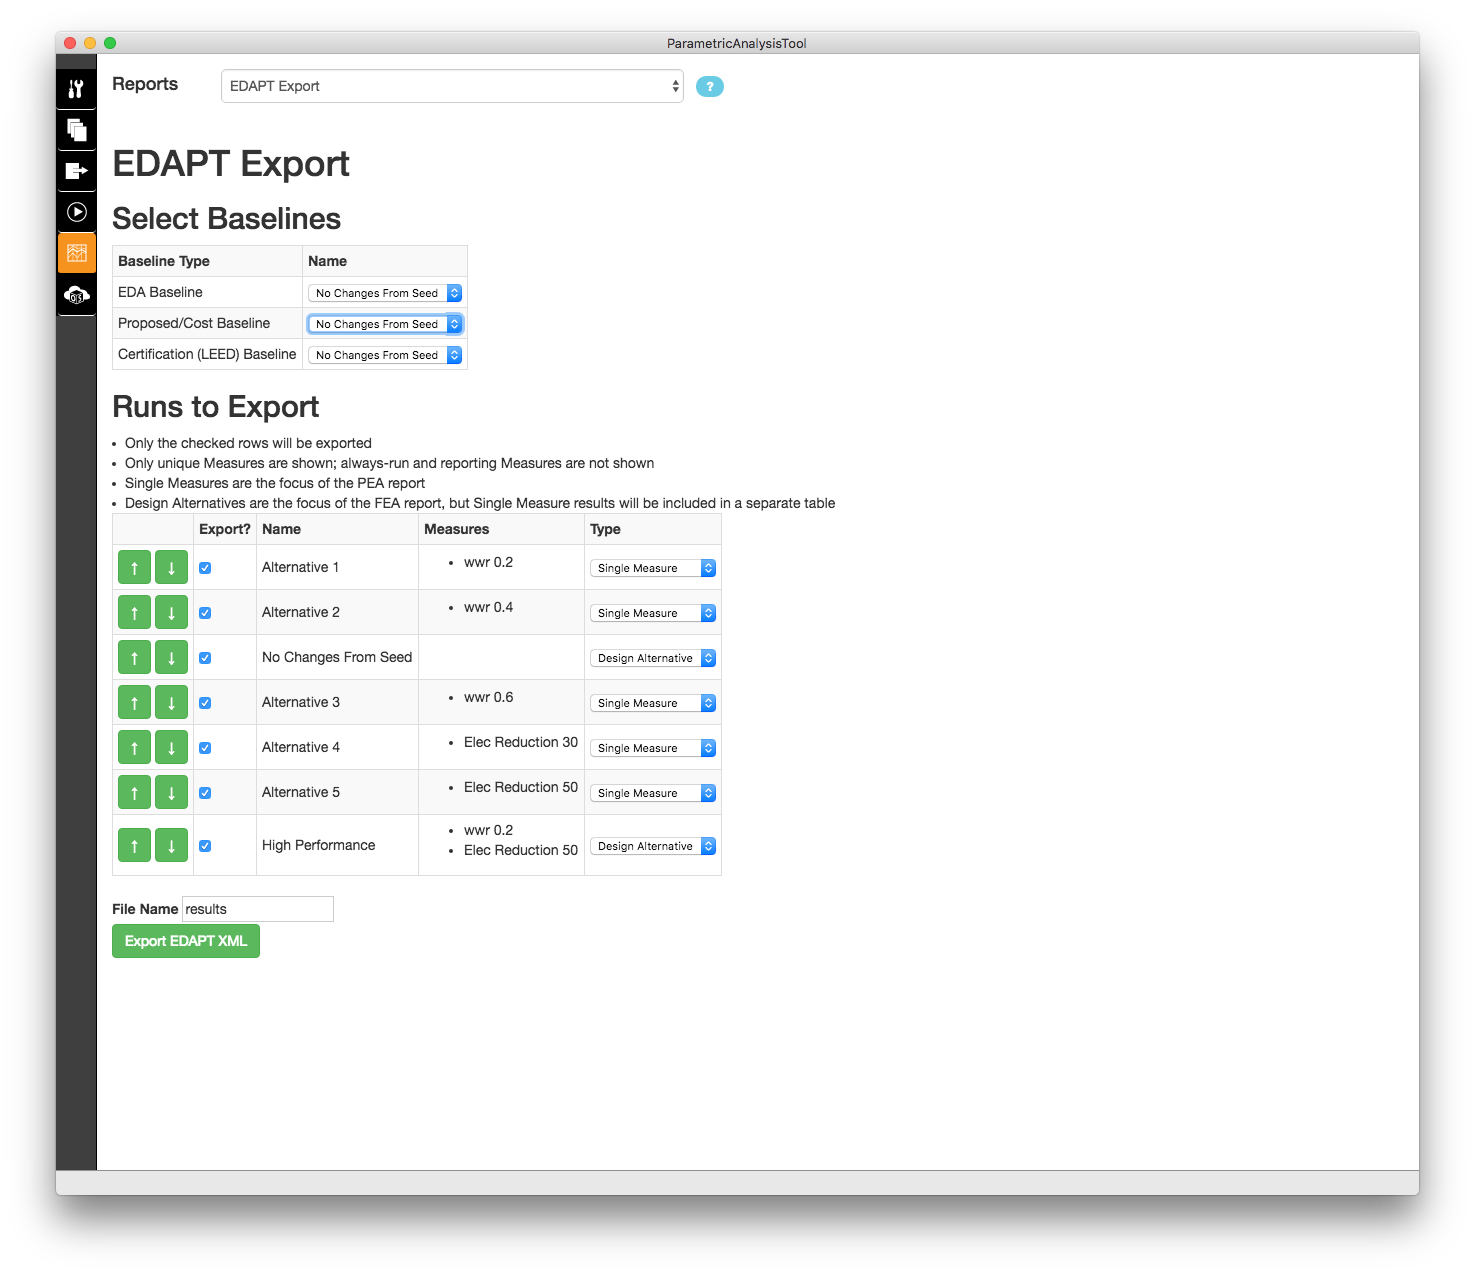 ParametricAnalysisTool
Reports EDAPT Export ?
EDAPT Export
Select Baselines
Baseline Type Name
EDA Baseline No Changes From Seed
Proposed/Cost Baseline No Changes From Seed
Certification (LEED) Baseline No Changes From Seed
Runs to Export
• Only the checked rows will be exported
• Only unique Measures are shown; always-run and reporting Measures are not shown
• Single Measures are the focus of the PEA report
• Design Alternatives are the focus of the FEA report, but Single Measure results will be included in a separate table
Export? Name Measures Type
↑ ↓ Alternative 1 • wwr 0.2 Single Measure
↑ ↓ Alternative 2 • wwr 0.4 Single Measure
↑ ↓ No Changes From Seed Design Alternative
↑ ↓ Alternative 3 • wwr 0.6 Single Measure
↑ ↓ Alternative 4 • Elec Reduction 30 Single Measure
↑ ↓ Alternative 5 • Elec Reduction 50 Single Measure
↑ ↓ High Performance • wwr 0.2 Design Alternative
• Elec Reduction 50
File Name results
Export EDAPT XML